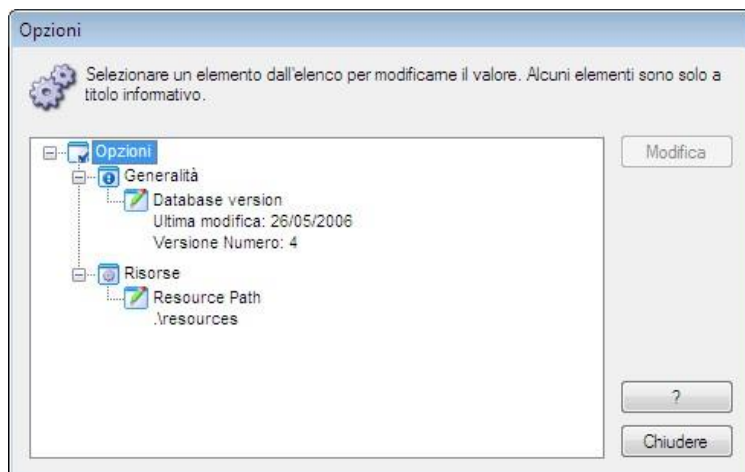 Opzioni
Selezionare un elemento dall'elenco per modificarne il valore. Alcuni elementi sono solo a
titolo informativo.
Opzioni
Modifica
Generalità
Database version
Ultima modifica: 26/05/2006
Versione Numero: 4
Risorse
Resource Path
.\resources
?
Chiudere